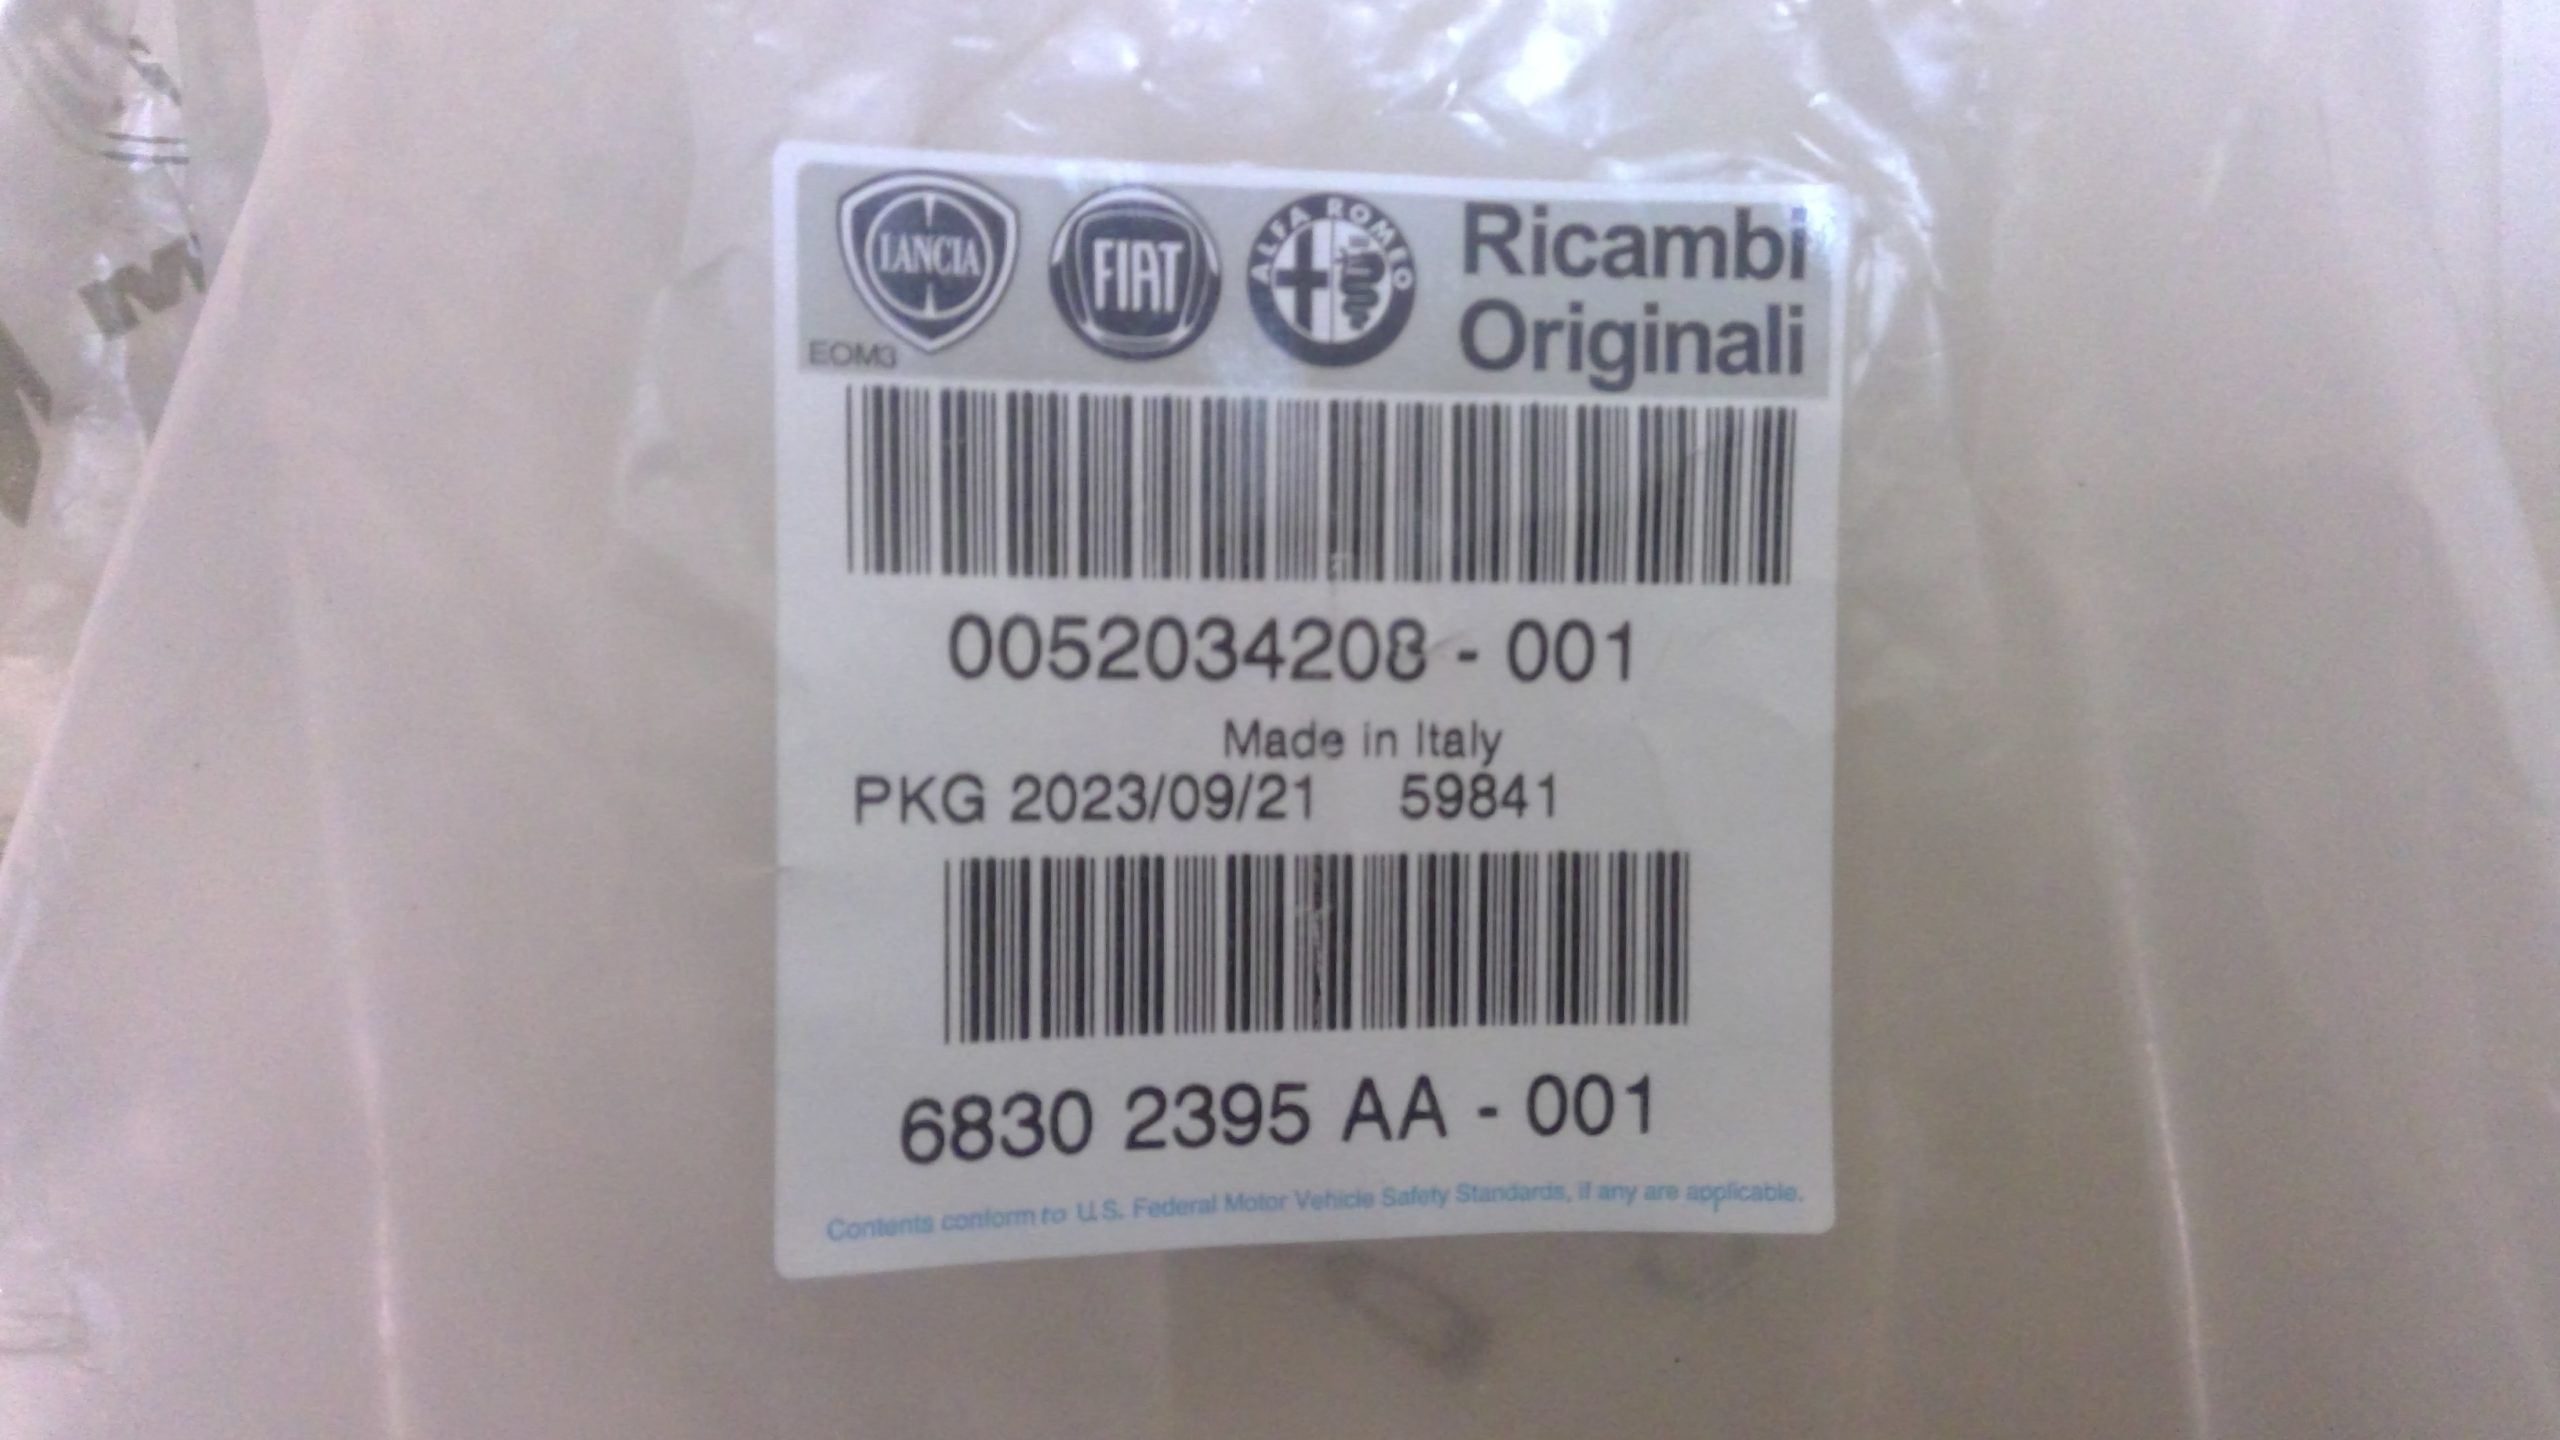 LANCIA
FIAT
ALFA ROMEO
Ricambi
Originali
EOM3
0052034208 - 001
Made in Italy
PKG 2023/09/21 59841
6830 2395 AA - 001
Contents conform to U.S. Federal Motor Vehicle Safety Standards, if any are applicable.